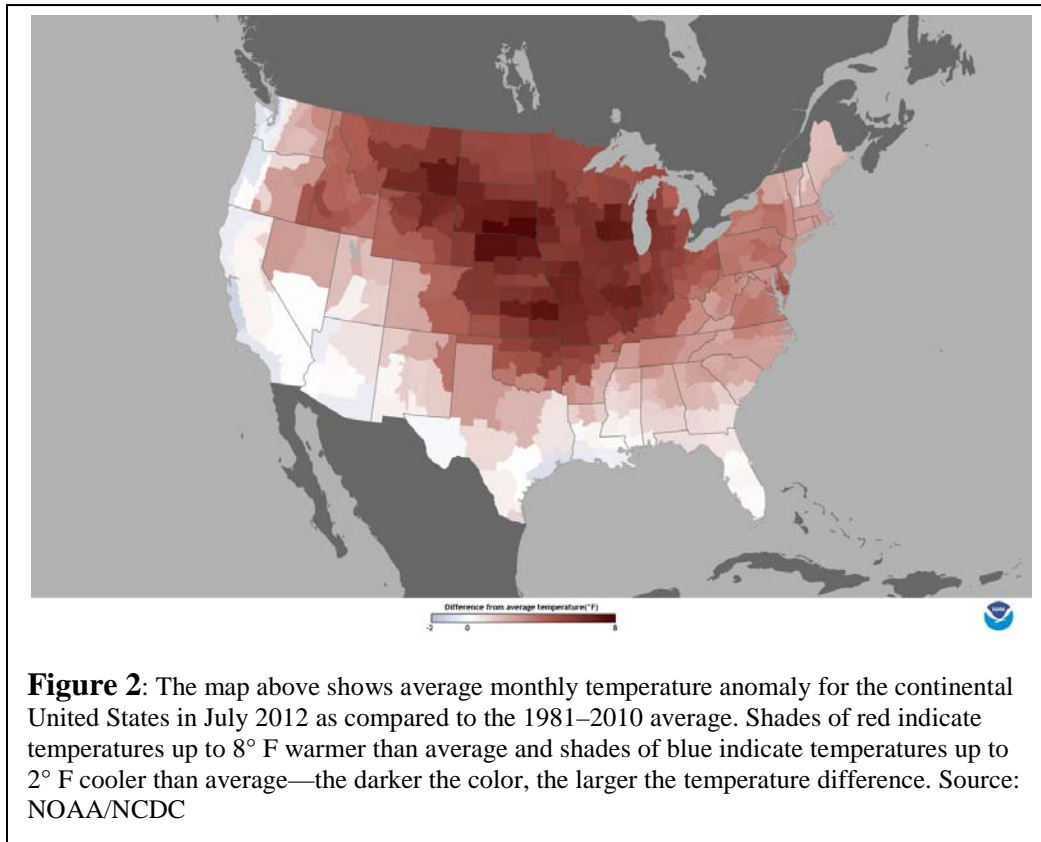 Difference from average temperature(°F)
-2 0 8
Figure 2: The map above shows average monthly temperature anomaly for the continental
United States in July 2012 as compared to the 1981–2010 average. Shades of red indicate
temperatures up to 8° F warmer than average and shades of blue indicate temperatures up to
2° F cooler than average—the darker the color, the larger the temperature difference. Source:
NOAA/NCDC